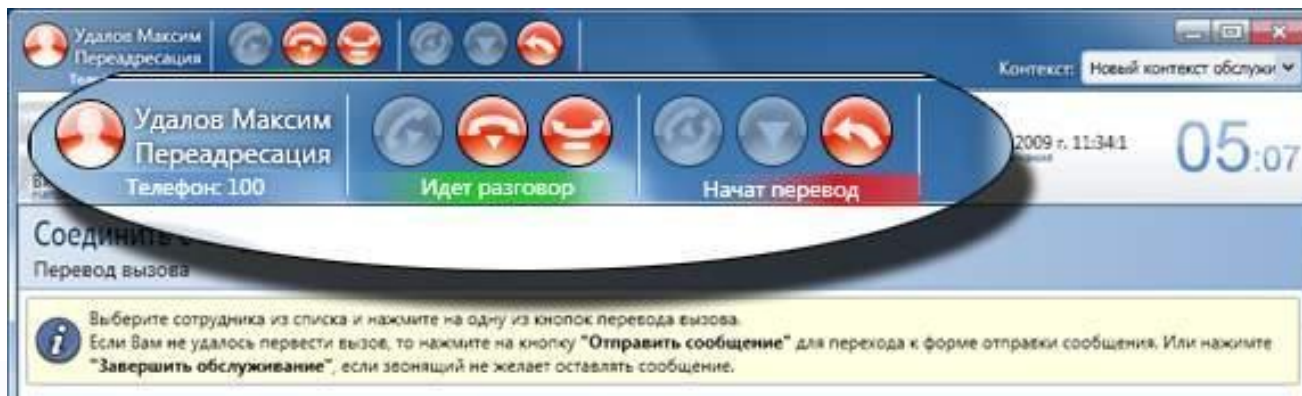 Удалов Максим
Переадресация
Контекст: Новый контекст обслужи
Удалов Максим
Переадресация
Телефон: 100
Идет разговор
Начат перевод
2009 г. 11:34:1
05:07
Соединить с
Перевод вызова
Выберите сотрудника из списка и нажмите на одну из кнопок перевода вызова.
Если Вам не удалось первести вызов, то нажмите на кнопку "Отправить сообщение" для перехода к форме отправки сообщения. Или нажмите
"Завершить обслуживание", если звонящий не желает оставлять сообщение.